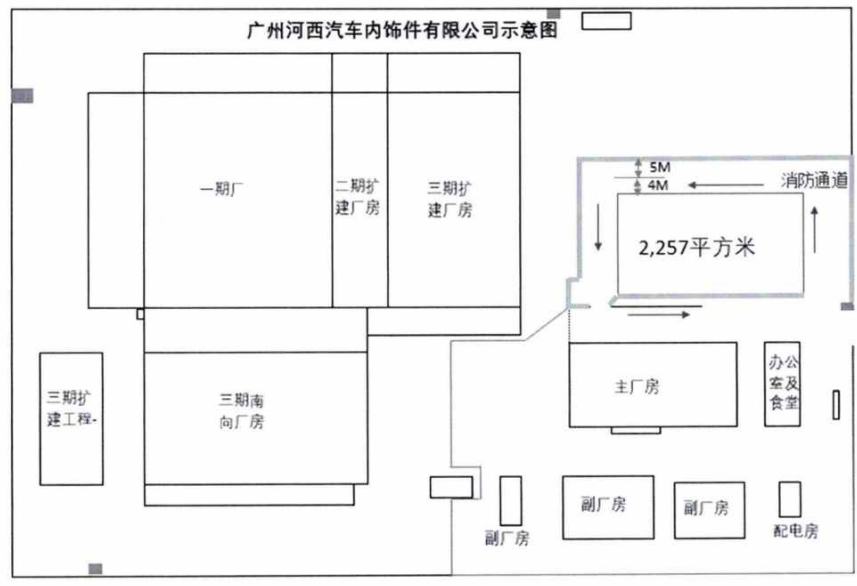 广州河西汽车内饰件有限公司示意图
5M
4M
消防通道
一期厂
二期扩
建厂房
三期扩
建厂房
2,257平方米
三期扩
建工程-
三期南
向厂房
主厂房
办公
室及
食堂
副厂房
副厂房
副厂房
配电房